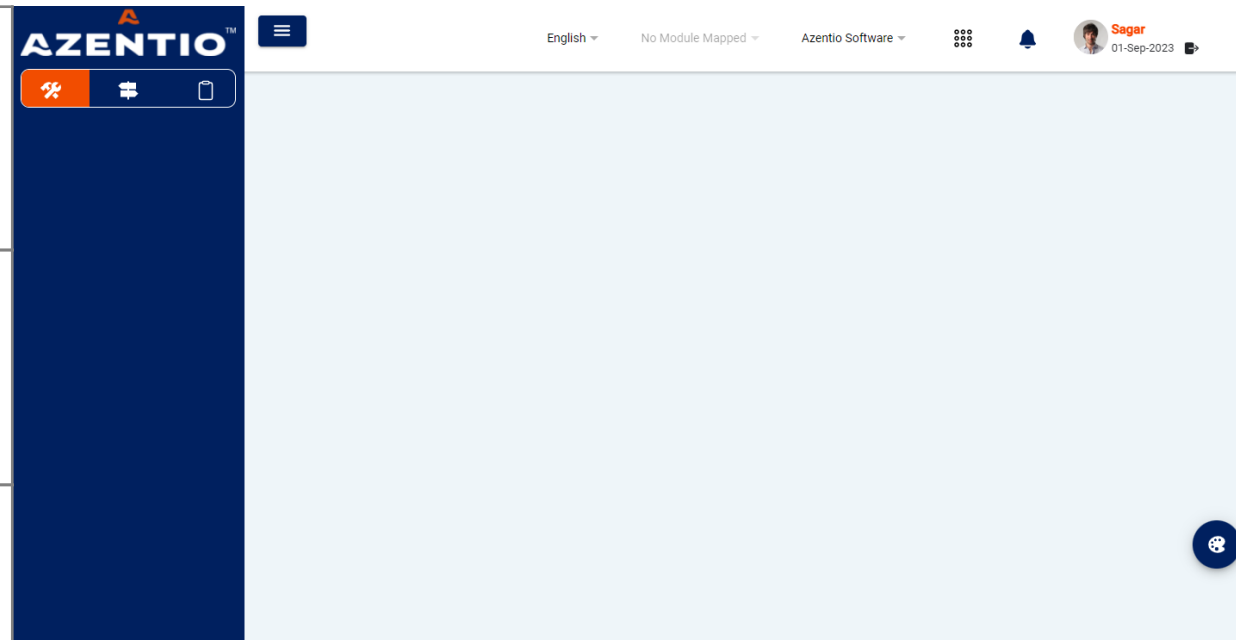 AZENTIO™
English
No Module Mapped
Azentio Software
Sagar
01-Sep-2023